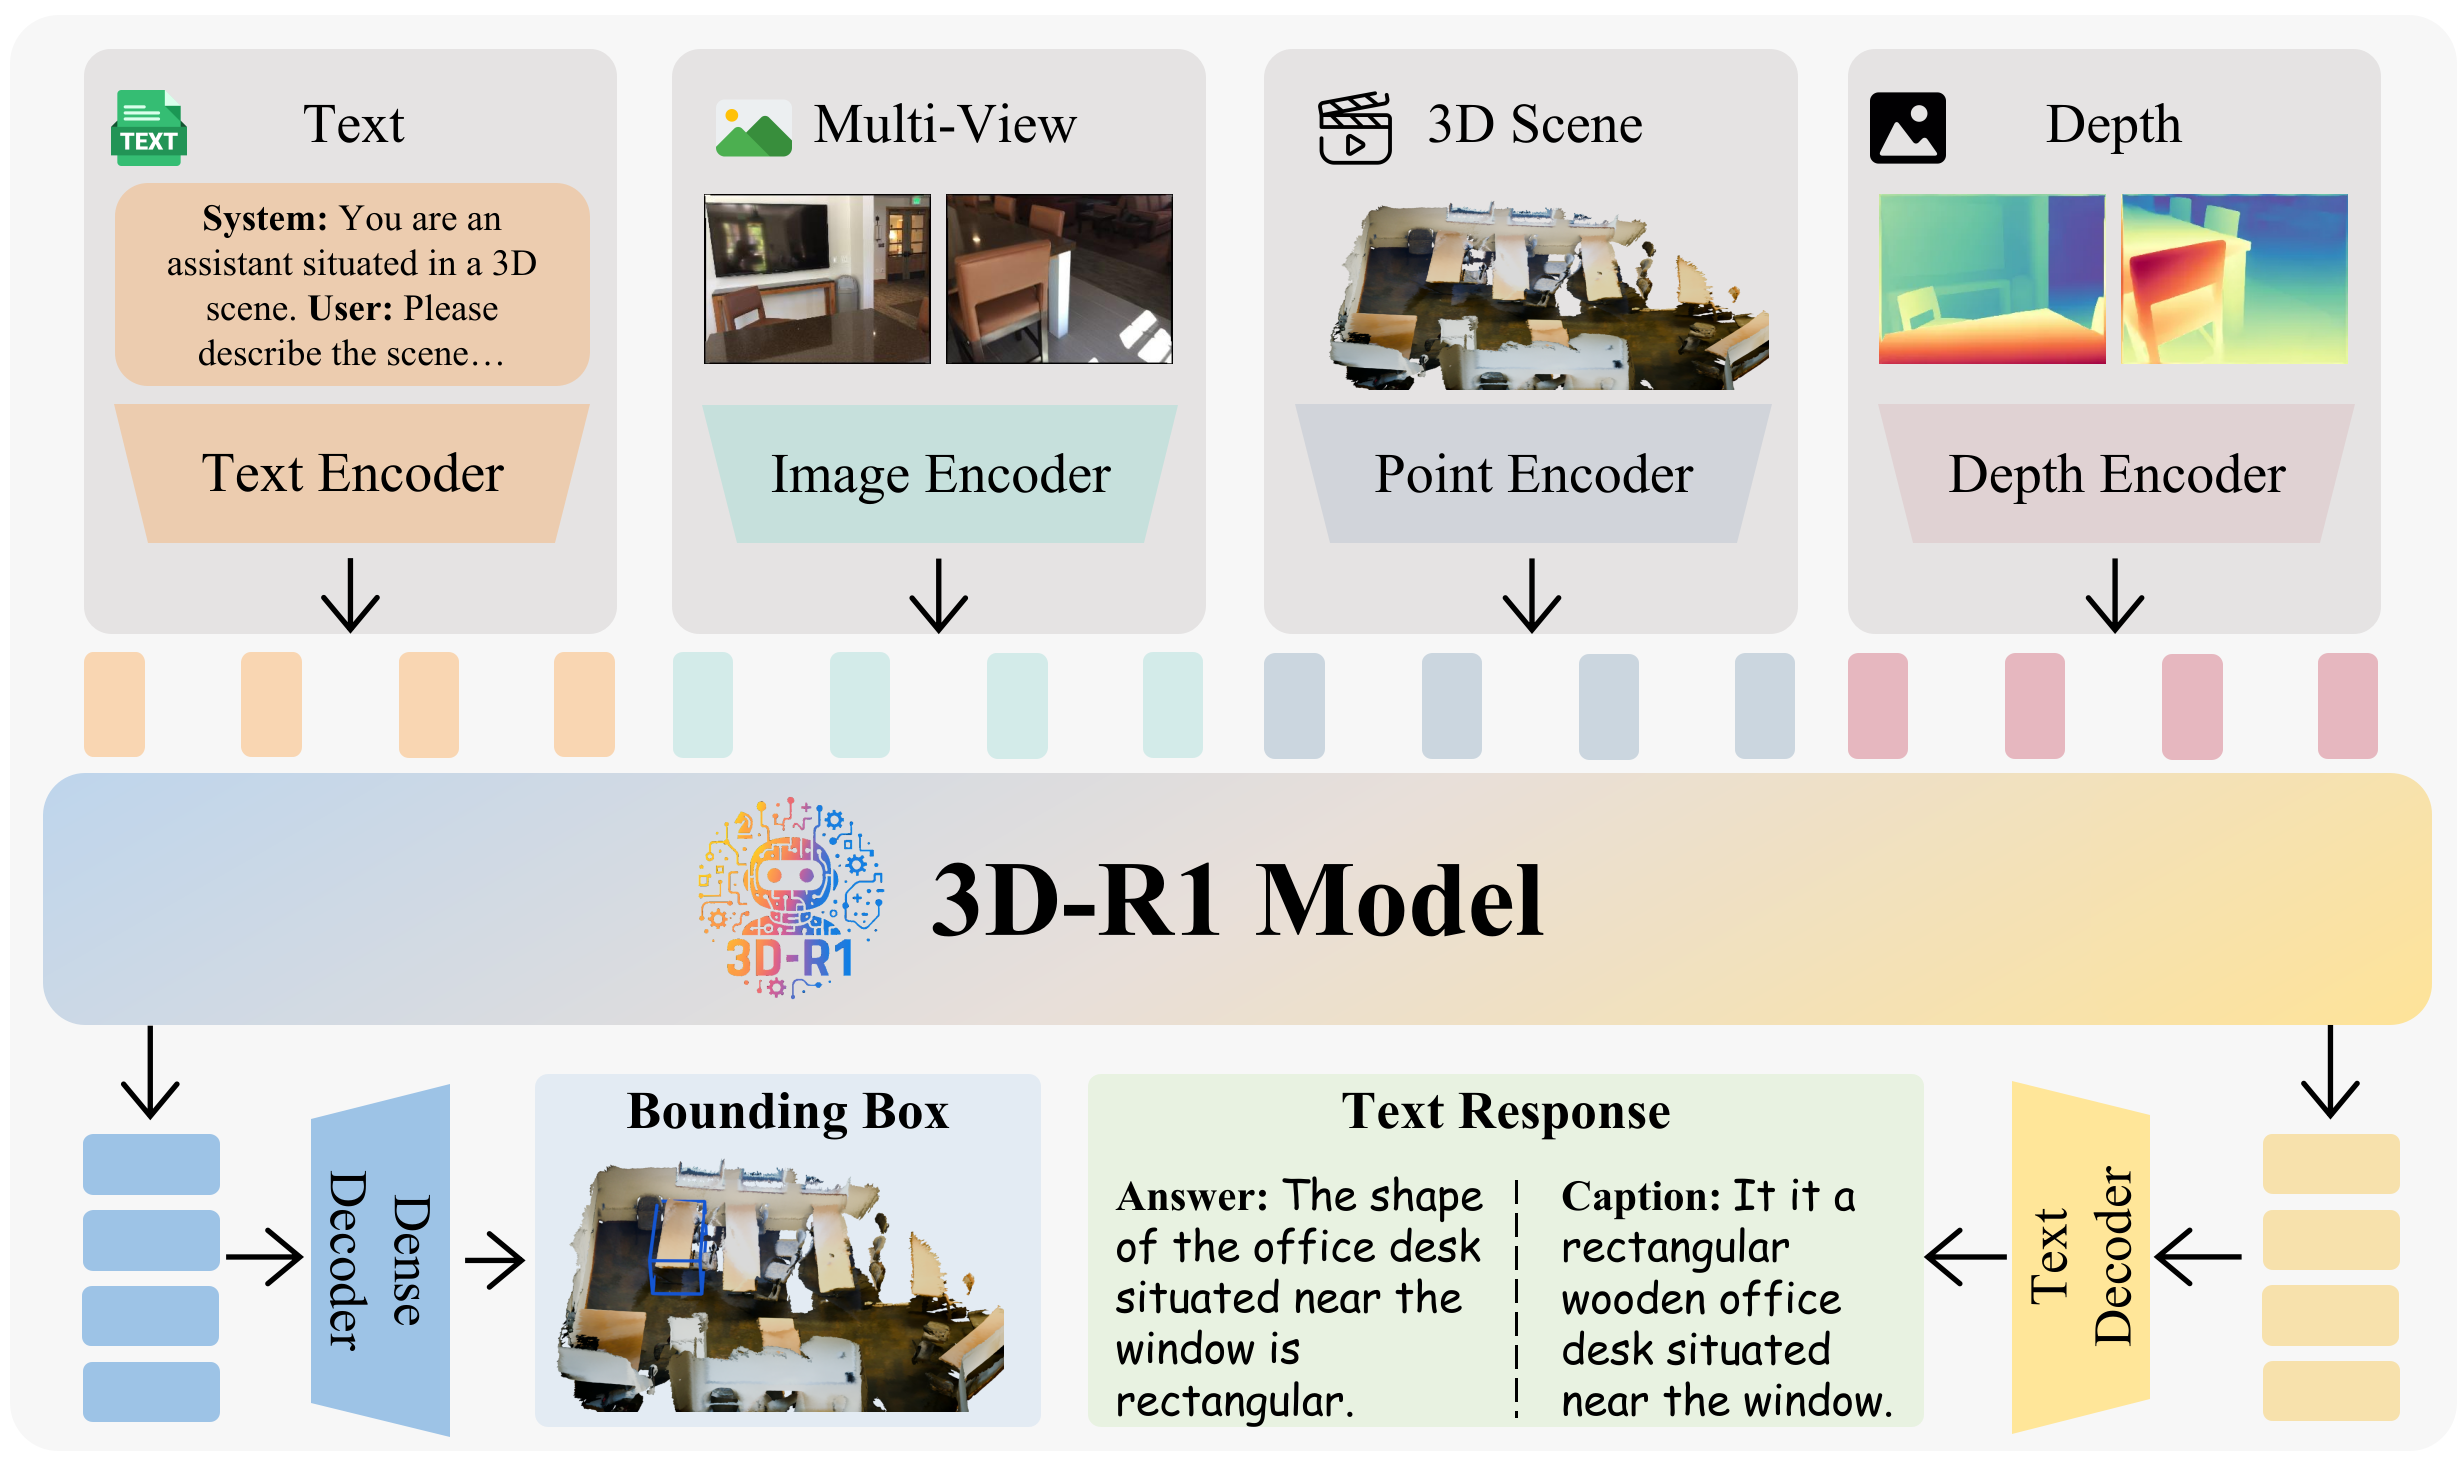 TEXT
Text
System: You are an
assistant situated in a 3D
scene. User: Please
describe the scene...
Text Encoder
Multi-View
Image Encoder
3D Scene
Point Encoder
Depth
Depth Encoder
3D-R1
3D-R1 Model
Dense
Decoder
Bounding Box
Text Response
Answer: The shape
of the office desk
situated near the
window is
rectangular.
Caption: It it a
rectangular
wooden office
desk situated
near the window.
Text
Decoder